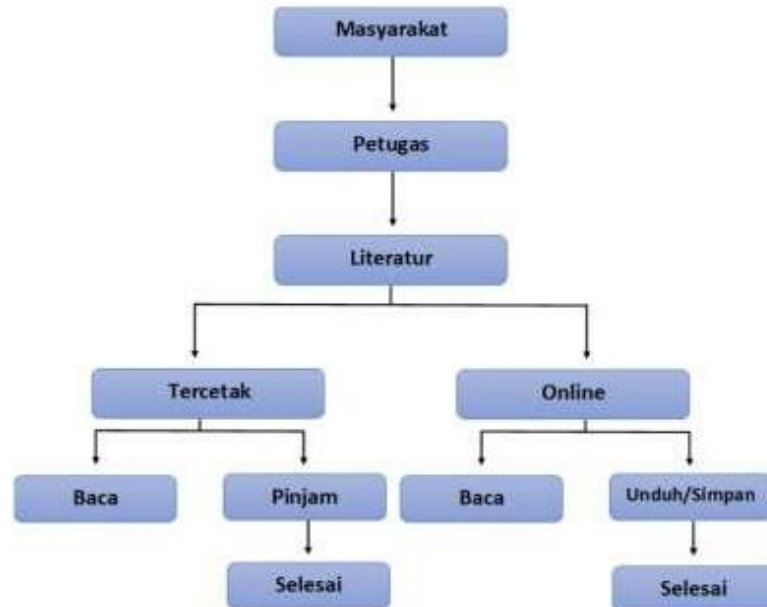 Masyarakat
Petugas
Literatur
Tercetak
Online
Baca
Pinjam
Baca
Unduh/Simpan
Selesai
Selesai